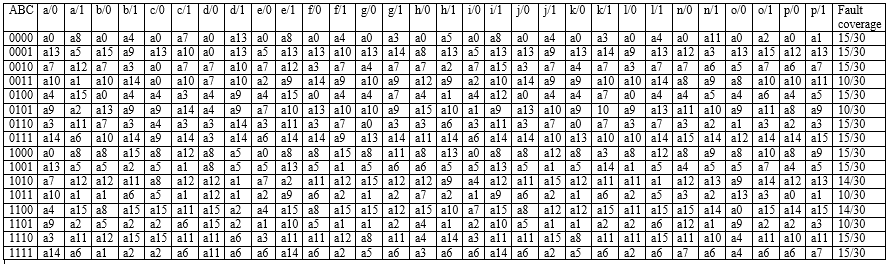 ABC a/0 a/1 b/0 b/1 c/0 c/1 d/0 d/1 e/0 e/1 f/0 f/1 g/0 g/1 h/0 h/1 i/0 i/1 j/0 j/1 k/0 k/1 l/0 l/1 n/0 n/1 o/0 o/1 p/0 p/1 Fault
coverage
0000 a0 a8 a0 a4 a0 a7 a0 a13 a0 a8 a0 a4 a0 a3 a0 a5 a0 a8 a0 a4 a0 a3 a0 a4 a0 a11 a0 a2 a0 a1 15/30
0001 a13 a5 a15 a9 a13 a10 a0 a13 a5 a13 a13 a10 a13 a14 a8 a13 a5 a13 a13 a9 a13 a14 a9 a13 a12 a3 a13 a15 a12 a13 15/30
0010 a7 a12 a7 a3 a0 a7 a7 a10 a7 a12 a3 a7 a4 a7 a7 a2 a7 a15 a3 a7 a4 a7 a3 a7 a7 a6 a5 a7 a6 a7 15/30
0011 a10 a1 a10 a14 a0 a10 a7 a10 a2 a9 a14 a9 a10 a9 a12 a9 a2 a10 a14 a9 a9 a10 a10 a14 a8 a9 a8 a10 a10 a11 10/30
0100 a4 a15 a0 a4 a4 a3 a4 a9 a4 a15 a0 a4 a4 a7 a4 a1 a4 a12 a0 a4 a4 a7 a0 a4 a4 a5 a4 a6 a4 a5 15/30
0101 a9 a2 a13 a9 a9 a14 a4 a9 a7 a10 a13 a10 a10 a9 a15 a10 a1 a9 a13 a10 a9 10 a9 a13 a11 a10 a9 a11 a8 a9 10/30
0110 a3 a11 a7 a3 a4 a3 a3 a14 a3 a11 a3 a7 a0 a3 a3 a6 a3 a11 a3 a7 a0 a7 a3 a7 a3 a2 a1 a3 a2 a3 15/30
0111 a14 a6 a10 a14 a9 a14 a3 a14 a6 a14 a14 a9 a13 a14 a11 a14 a6 a14 a14 a10 a13 a10 a10 a14 a15 a14 a12 a14 a14 a15 15/30
1000 a0 a8 a8 a15 a8 a12 a8 a5 a0 a8 a8 a15 a8 a11 a8 a13 a0 a8 a8 a12 a8 a3 a8 a12 a8 a9 a8 a10 a8 a9 15/30
1001 a13 a5 a5 a2 a5 a1 a8 a5 a5 a13 a5 a1 a5 a6 a6 a5 a5 a13 a5 a1 a5 a14 a1 a5 a4 a5 a5 a7 a4 a5 15/30
1010 a7 a12 a12 a11 a8 a12 a12 a1 a7 a2 a11 a12 a15 a12 a12 a9 a4 a12 a11 a15 a12 a11 a11 a1 a12 a13 a9 a14 a12 a13 14/30
1011 a10 a1 a1 a6 a5 a1 a12 a1 a2 a9 a6 a2 a1 a2 a7 a2 a1 a9 a6 a2 a1 a6 a2 a5 a3 a2 a13 a3 a0 a1 10/30
1100 a4 a15 a8 a15 a15 a11 a15 a2 a4 a15 a8 a15 a15 a12 a15 a10 a7 a15 a8 a12 a12 a15 a11 a15 a15 a14 a0 a15 a14 a15 14/30
1101 a9 a2 a5 a2 a2 a6 a15 a2 a1 a10 a5 a1 a1 a2 a4 a1 a2 a10 a5 a1 a1 a2 a2 a6 a12 a1 a9 a2 a2 a3 10/30
1110 a3 a11 a12 a15 a15 a11 a11 a6 a3 a11 a11 a12 a8 a11 a4 a14 a3 a11 a11 a15 a8 a11 a11 a15 a11 a10 a4 a11 a10 a11 15/30
1111 a14 a6 a1 a2 a2 a6 a11 a6 a6 a14 a6 a2 a1 a6 a3 a6 a6 a14 a6 a2 a5 a6 a2 a6 a6 a7 a6 a6 a6 a7 15/30